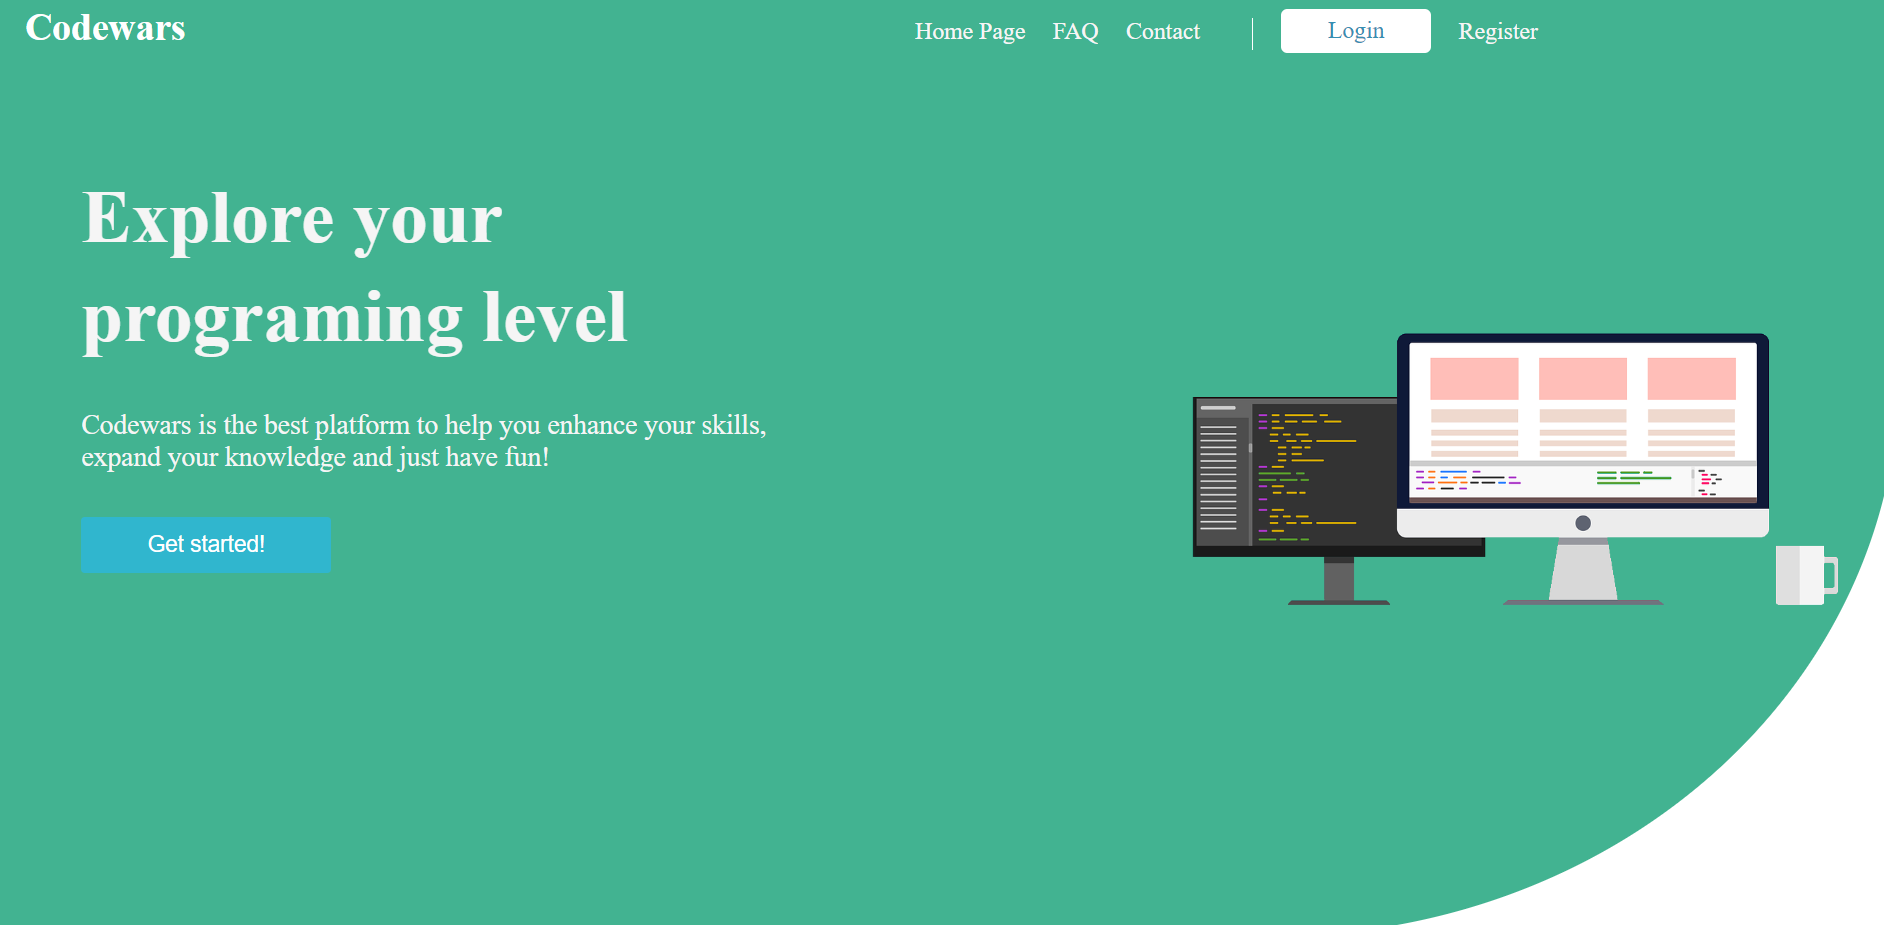 Codewars
Home Page FAQ Contact Login Register
Explore your
programing level
Codewars is the best platform to help you enhance your skills,
expand your knowledge and just have fun!
Get started!